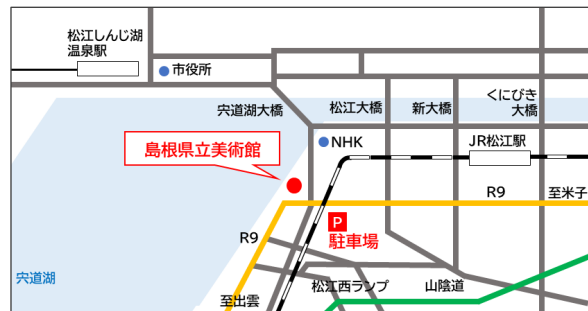 松江しんじ湖
温泉駅
市役所
宍道湖大橋
松江大橋
新大橋
くにびき
大橋
NHK
JR松江駅
島根県立美術館
R9
至米子
P
駐車場
R9
宍道湖
至出雲
松江西ランプ
山陰道